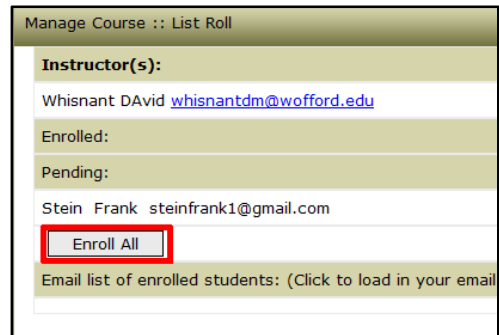 Manage Course :: List Roll
Instructor(s):
Whisnant DAvid whisnantdm@wofford.edu
Enrolled:
Pending:
Stein Frank steinfrank1@gmail.com
Enroll All
Email list of enrolled students: (Click to load in your email